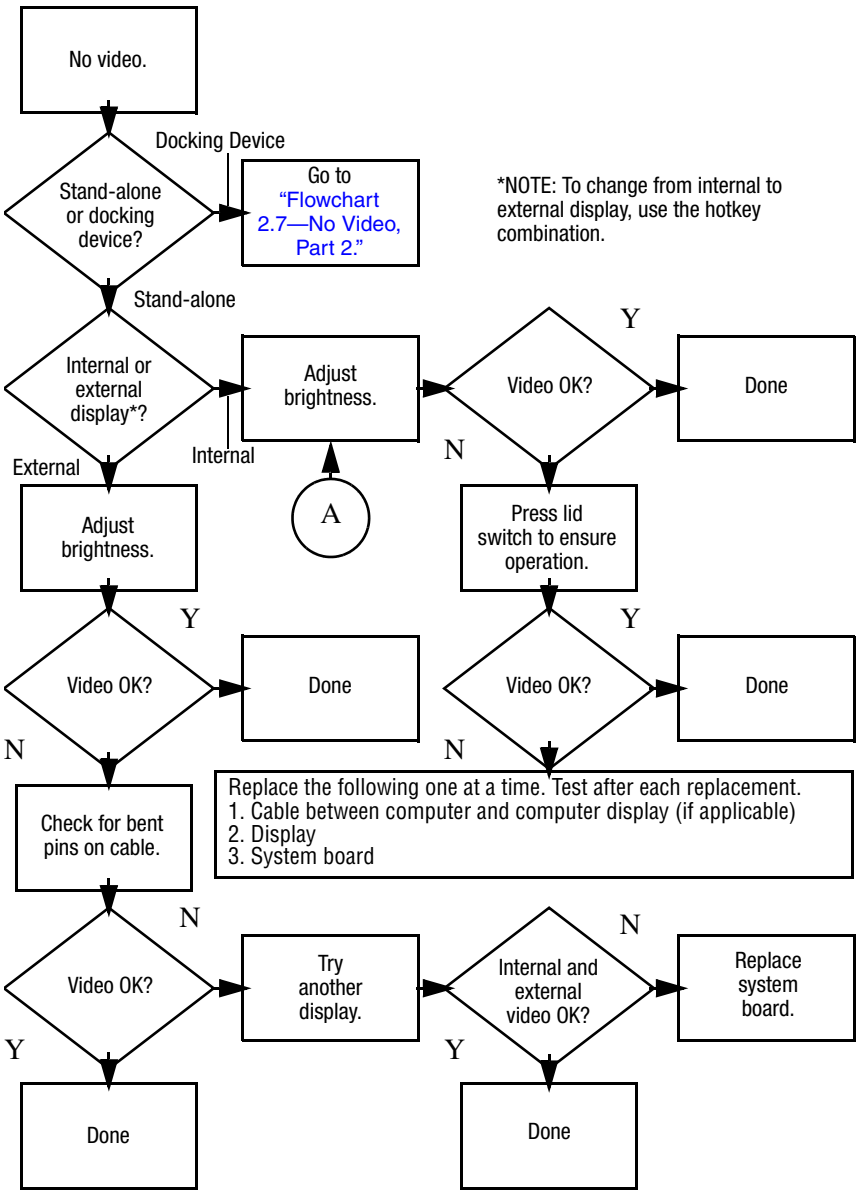 No video.
Docking Device
Stand-alone
or docking
device?
Go to
“Flowchart
2.7—No Video,
Part 2.”
*NOTE: To change from internal to
external display, use the hotkey
combination.
Stand-alone
Internal or
external
display*?
Internal
External
Adjust
brightness.
Video OK?
Y
Done
N
A
Press lid
switch to ensure
operation.
Adjust
brightness.
Video OK?
Y
Done
N
Video OK?
Y
Done
N
Replace the following one at a time. Test after each replacement.
1. Cable between computer and computer display (if applicable)
2. Display
3. System board
Check for bent
pins on cable.
Video OK?
N
Try
another
display.
Internal and
external
video OK?
N
Replace
system
board.
Y
Done
Y
Done